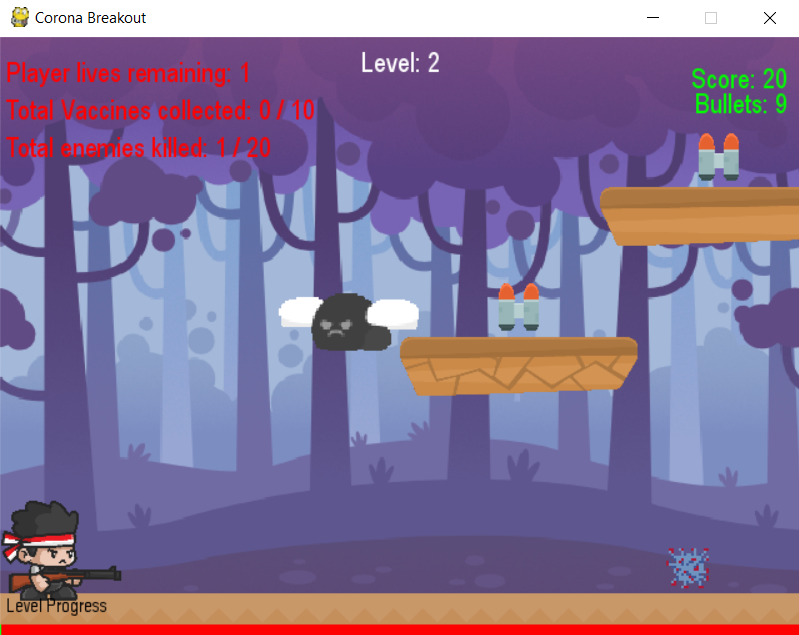 Corona Breakout
Level: 2
Player lives remaining: 1
Score: 20
Total Vaccines collected: 0 / 10
Bullets: 9
Total enemies killed: 1 / 20
Level Progress